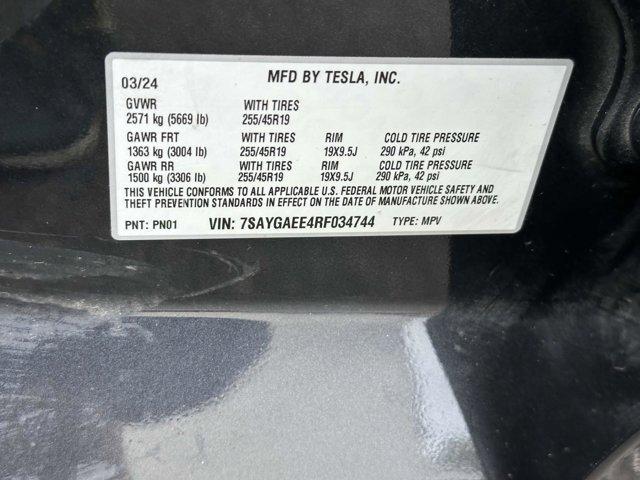 03/24 MFD BY TESLA, INC.
GVWR WITH TIRES
2571 kg (5669 lb) 255/45R19
GAWR FRT WITH TIRES RIM COLD TIRE PRESSURE
1363 kg (3004 lb) 255/45R19 19X9.5J 290 kPa, 42 psi
GAWR RR WITH TIRES RIM COLD TIRE PRESSURE
1500 kg (3306 lb) 255/45R19 19X9.5J 290 kPa, 42 psi
THIS VEHICLE CONFORMS TO ALL APPLICABLE U.S. FEDERAL MOTOR VEHICLE SAFETY AND
THEFT PREVENTION STANDARDS IN EFFECT ON THE DATE OF MANUFACTURE SHOWN ABOVE.
PNT: PN01 VIN: 7SAYGAEE4RF034744 TYPE: MPV